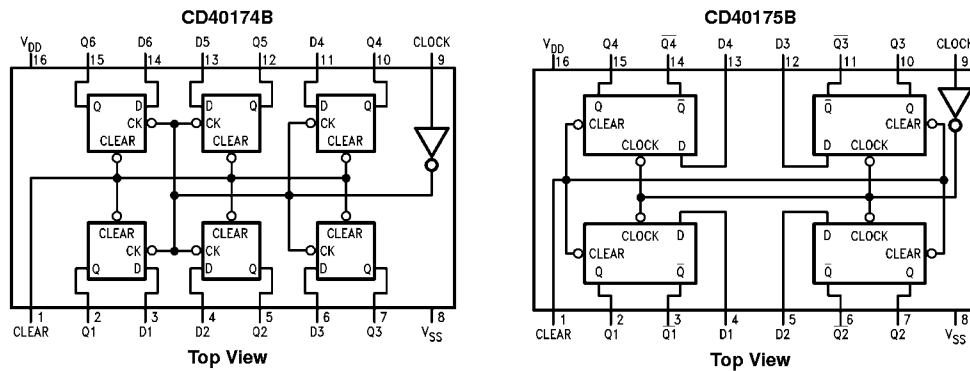 CD40174B
V_DD Q6 D6 D5 Q5 D4 Q4 CLOCK
16 15 14 13 12 11 10 9
Q D D Q D Q
CK CK CK
CLEAR CLEAR CLEAR
CLEAR CLEAR CLEAR
CK CK CK
Q D D Q D Q
1 2 3 4 5 6 7 8
CLEAR Q1 D1 D2 Q2 D3 Q3 V_SS
Top View
CD40175B
V_DD Q4 Q̅4̅ D4 D3 Q̅3̅ Q3 CLOCK
16 15 14 13 12 11 10 9
Q Q̅ Q̅ Q
CLEAR CLEAR
CLOCK D D CLOCK
CLOCK D D CLOCK
CLEAR CLEAR
Q Q̅ Q̅ Q
1 2 3 4 5 6 7 8
CLEAR Q1 Q̅1̅ D1 D2 Q̅2̅ Q2 V_SS
Top View